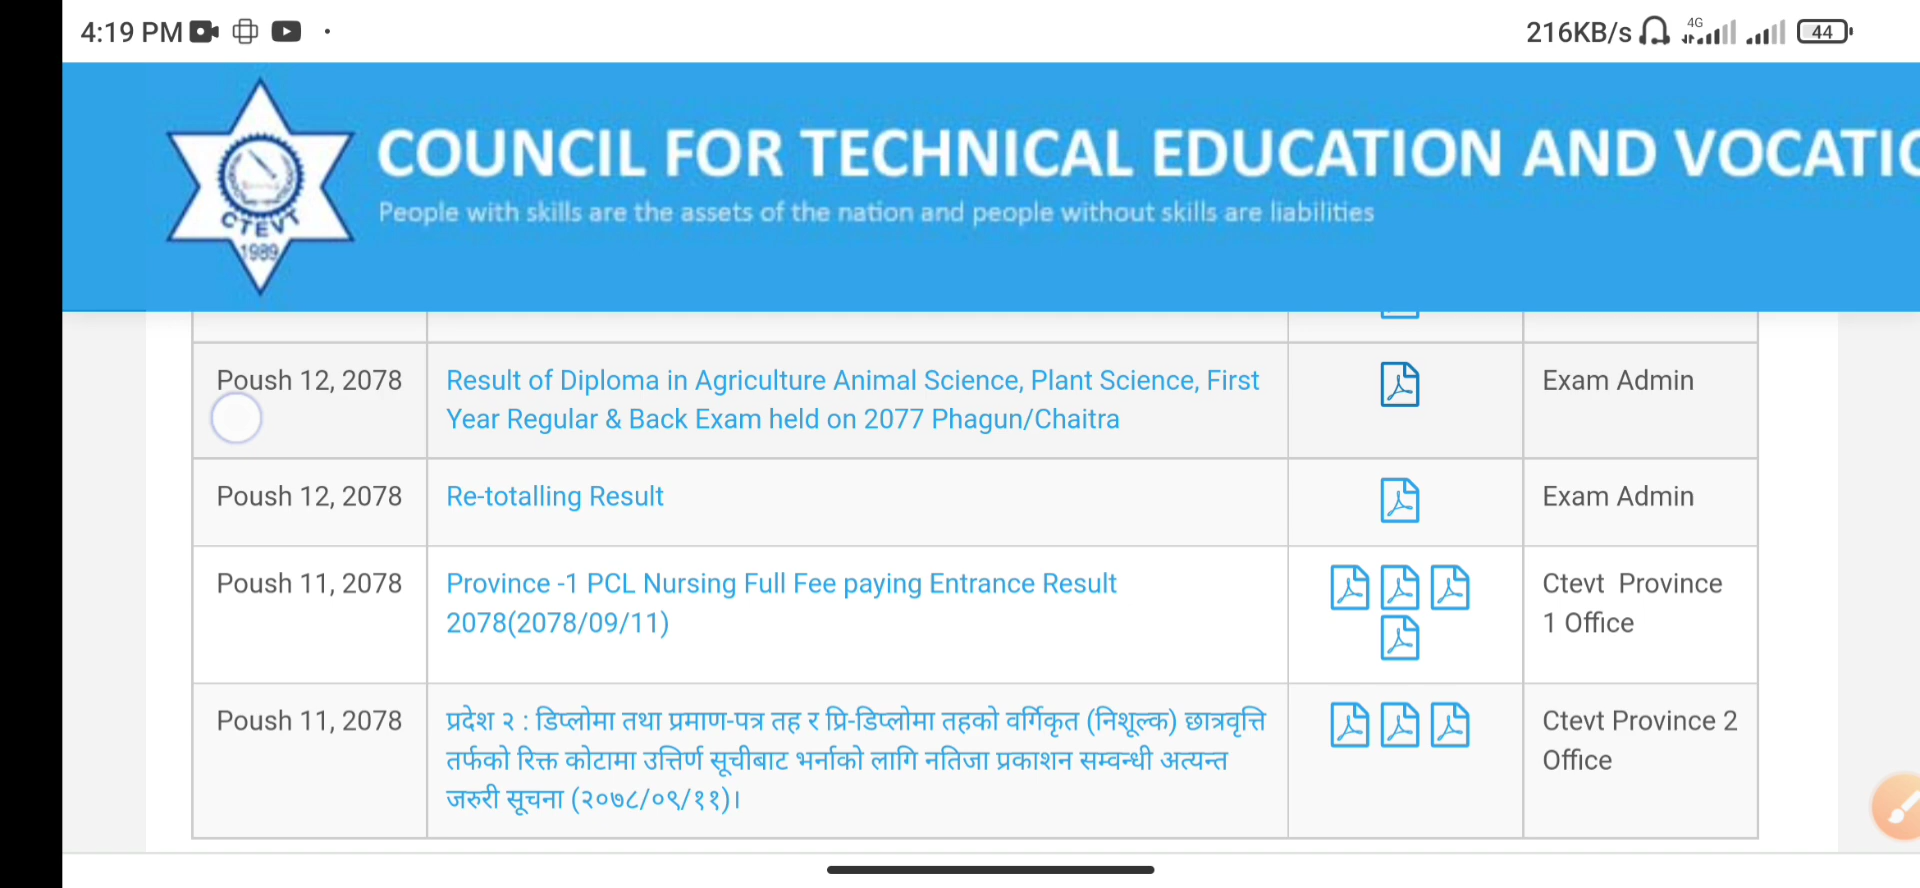 4:19 PM
216KB/s
4G
44
COUNCIL FOR TECHNICAL EDUCATION AND VOCATIC
People with skills are the assets of the nation and people without skills are liabilities
CTEVT
1989
Poush 12, 2078
Result of Diploma in Agriculture Animal Science, Plant Science, First
Year Regular & Back Exam held on 2077 Phagun/Chaitra
Exam Admin
Poush 12, 2078
Re-totalling Result
Exam Admin
Poush 11, 2078
Province -1 PCL Nursing Full Fee paying Entrance Result
2078(2078/09/11)
Ctevt Province
1 Office
Poush 11, 2078
प्रदेश २ : डिप्लोमा तथा प्रमाण-पत्र तह र प्रि-डिप्लोमा तहको वर्गिकृत (निशूल्क) छात्रवृत्ति
तर्फको रिक्त कोटामा उत्तिर्ण सूचीबाट भर्नाको लागि नतिजा प्रकाशन सम्वन्धी अत्यन्त
जरुरी सूचना (२०७८/०९/११)।
Ctevt Province 2
Office